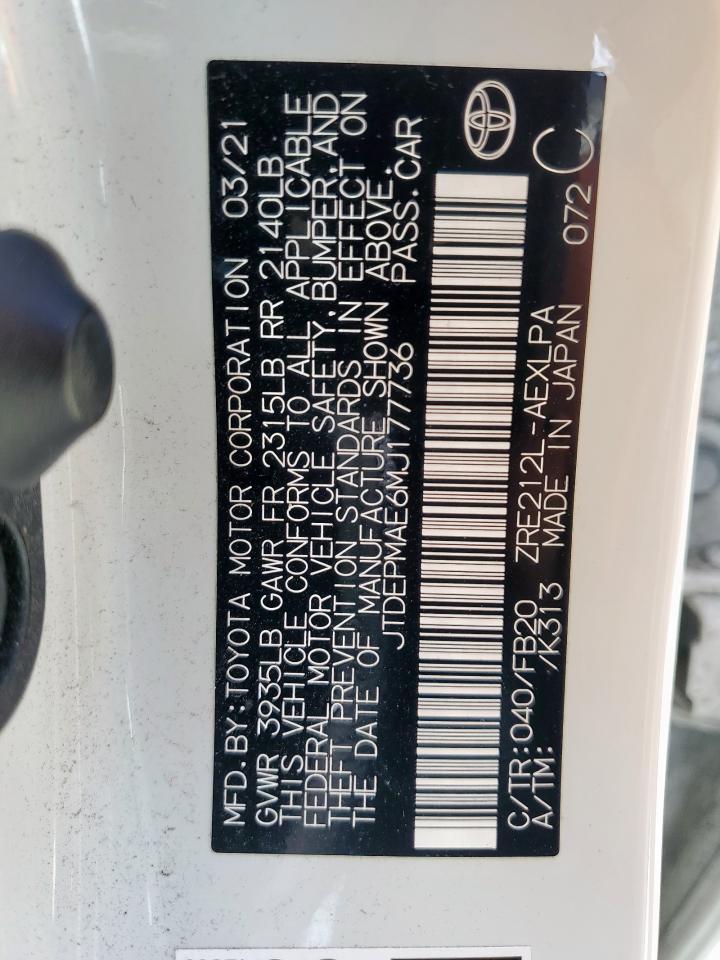 MFD.BY:TOYOTA MOTOR CORPORATION 03/21
GVWR 3935LB GAWR FR 2315LB RR 2140LB
THIS VEHICLE CONFORMS TO ALL APPLICABLE
FEDERAL MOTOR VEHICLE SAFETY, BUMPER, AND
THEFT PREVENTION STANDARDS IN EFFECT ON
THE DATE OF MANUFACTURE SHOWN ABOVE.
JTDEPMAE6MJ177736 PASS.CAR
C/TR:040/FB20 ZRE212L-AEXLPA 072 C
A/TM: /K313 MADE IN JAPAN